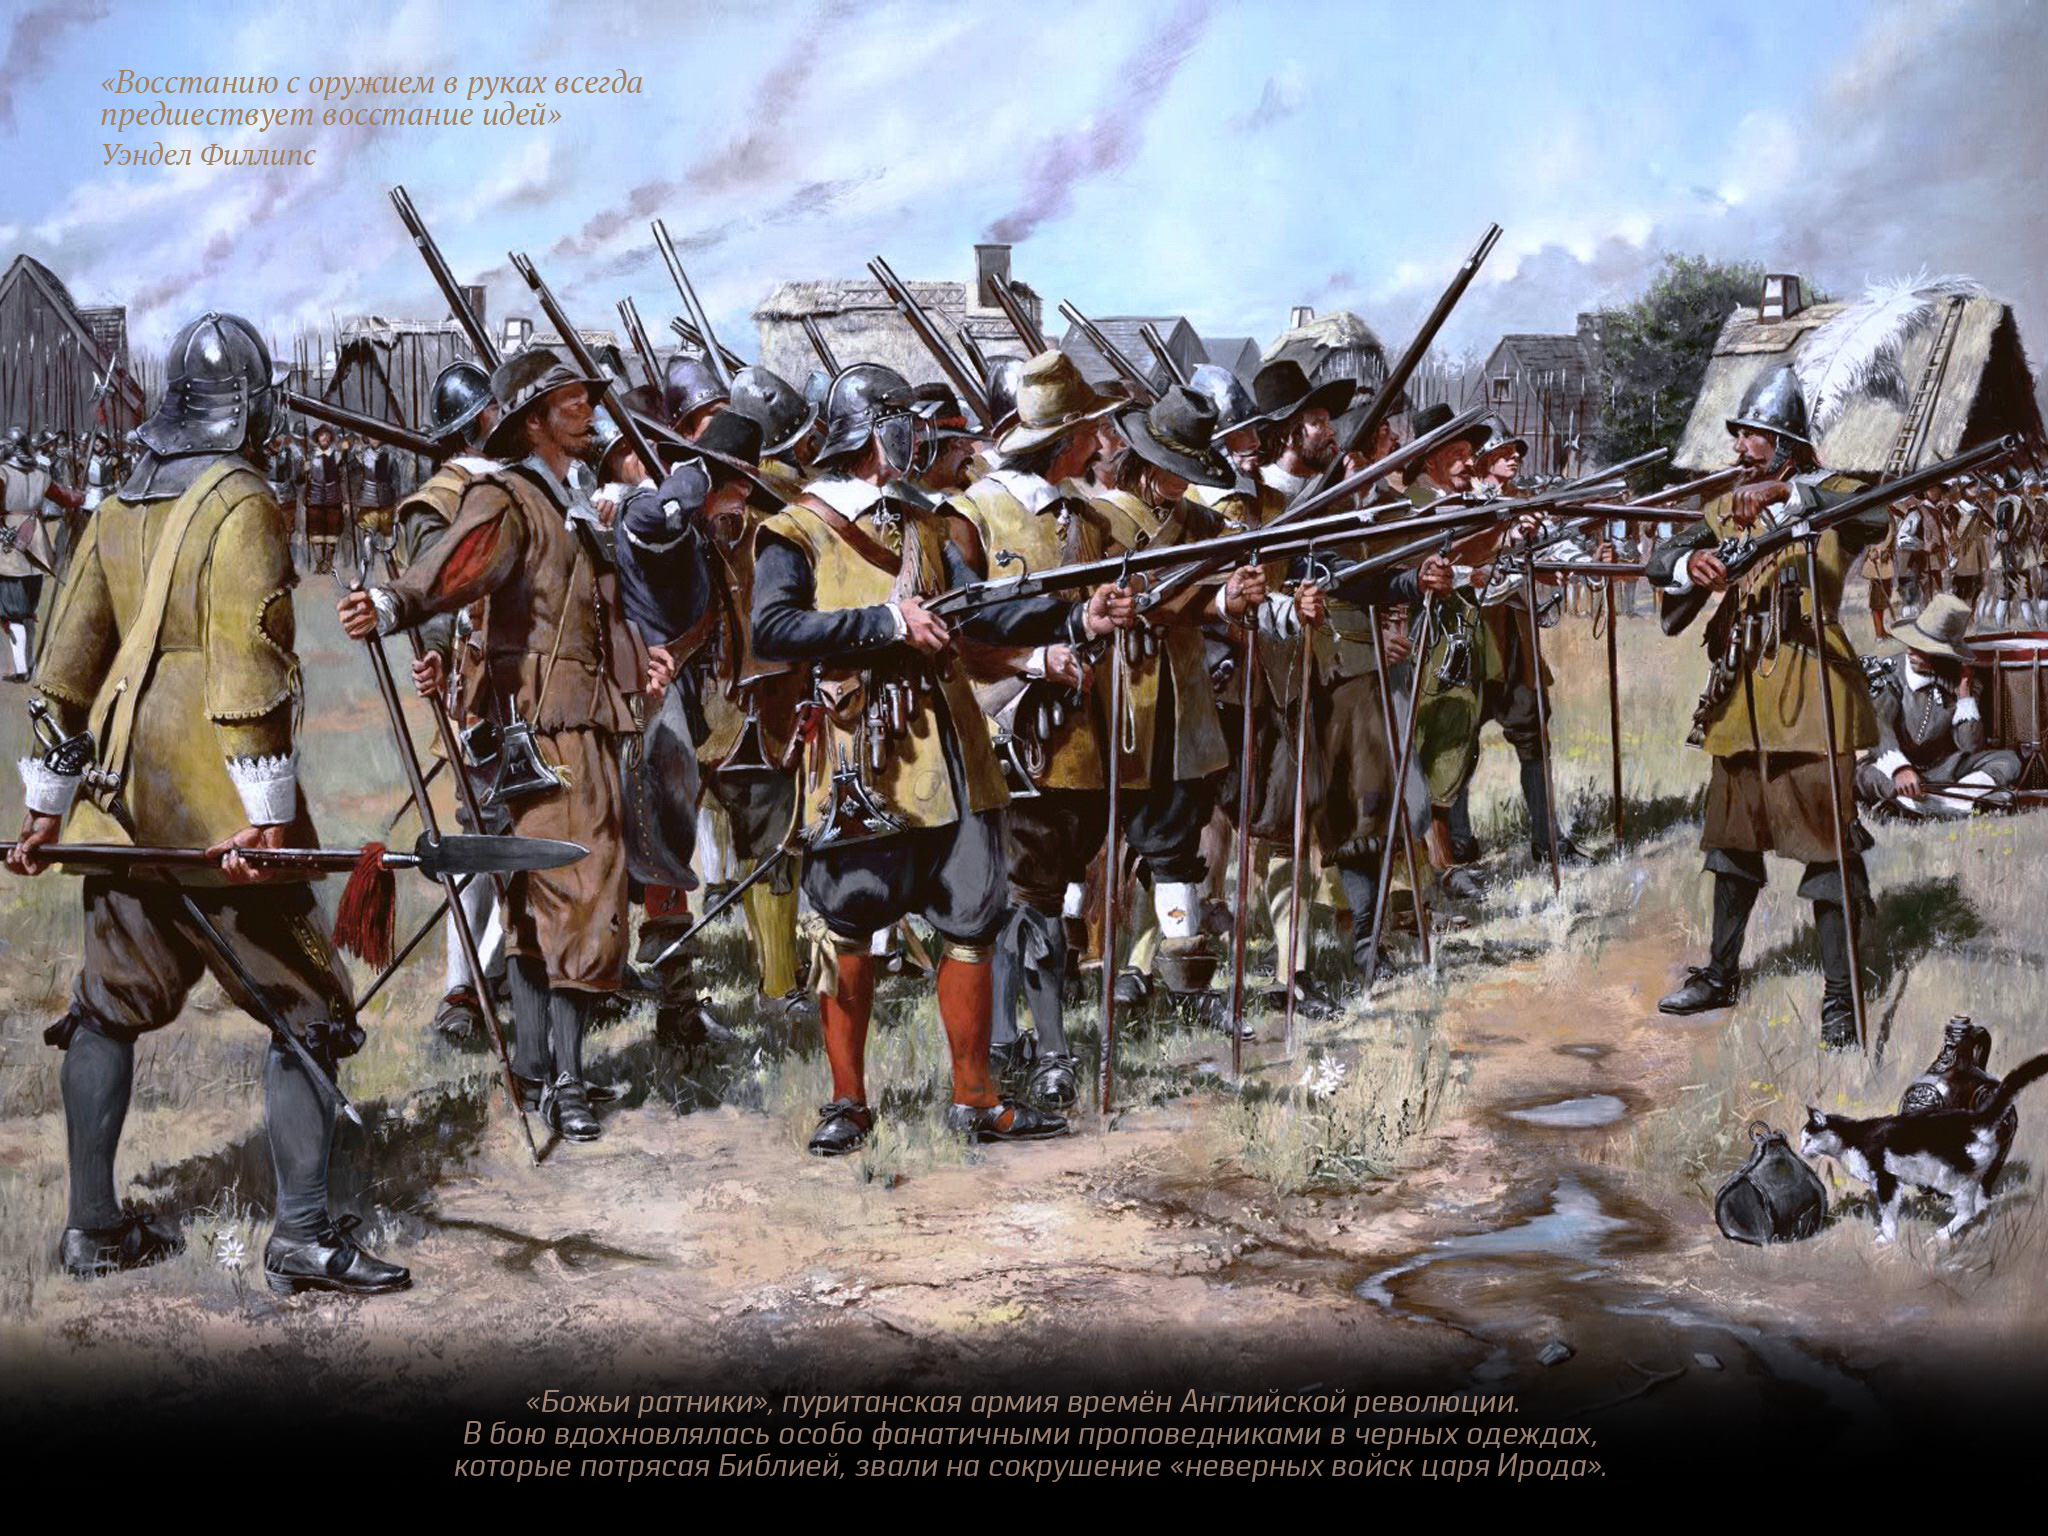 «Восстанию с оружием в руках всегда
предшествует восстание идей»
Уэндел Филлипс
«Божьи ратники», пуританская армия времён Английской революции.
В бою вдохновлялась особо фанатичными проповедниками в черных одеждах,
которые потрясая Библией, звали на сокрушение «неверных войск царя Ирода».